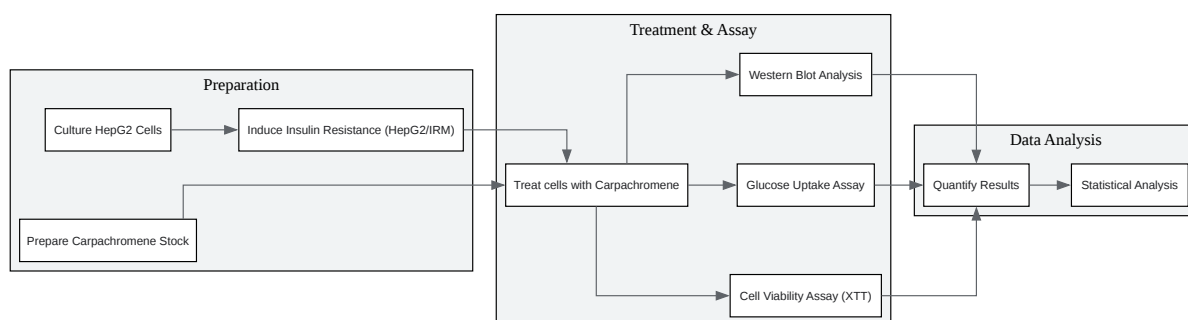 Preparation
Culture HepG2 Cells
Induce Insulin Resistance (HepG2/IRM)
Prepare Carpachromene Stock
Treatment & Assay
Western Blot Analysis
Treat cells with Carpachromene
Glucose Uptake Assay
Cell Viability Assay (XTT)
Data Analysis
Quantify Results
Statistical Analysis